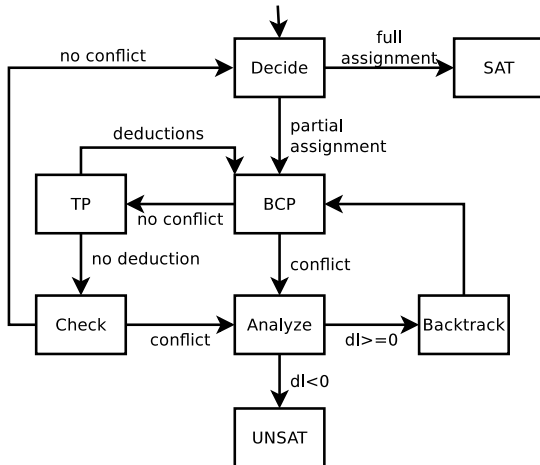 no conflict
Decide
full
assignment
SAT
deductions
partial
assignment
TP
no conflict
BCP
no deduction
conflict
Check
conflict
Analyze
dl>=0
Backtrack
dl<0
UNSAT